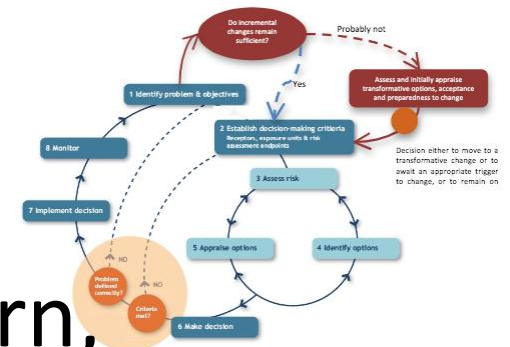 Do incremental
changes remain
sufficient?
Probably not
Yes
Assess and initially appraise
transformative options, acceptance
and preparedness to change
1 Identify problem & objectives
2 Establish decision-making criteria
Receptors, exposure units & risk
assessment endpoints
Decision either to move to a
transformative change or to
await an appropriate trigger
to change, or to remain on
8 Monitor
3 Assess risk
7 Implement decision
5 Appraise options
4 Identify options
NO
Problem
defined
correctly?
NO
Criteria
met?
6 Make decision
rn,